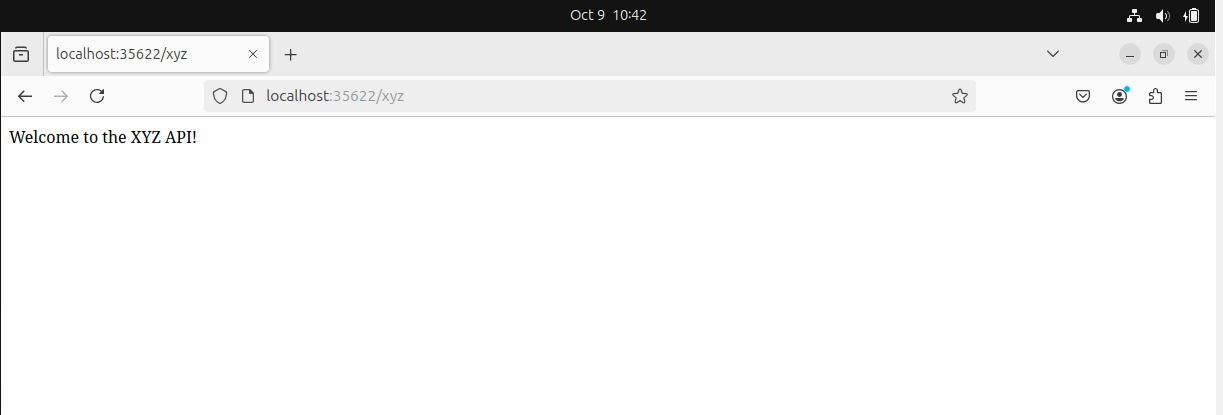 Oct 9 10:42
localhost:35622/xyz
localhost:35622/xyz
Welcome to the XYZ API!